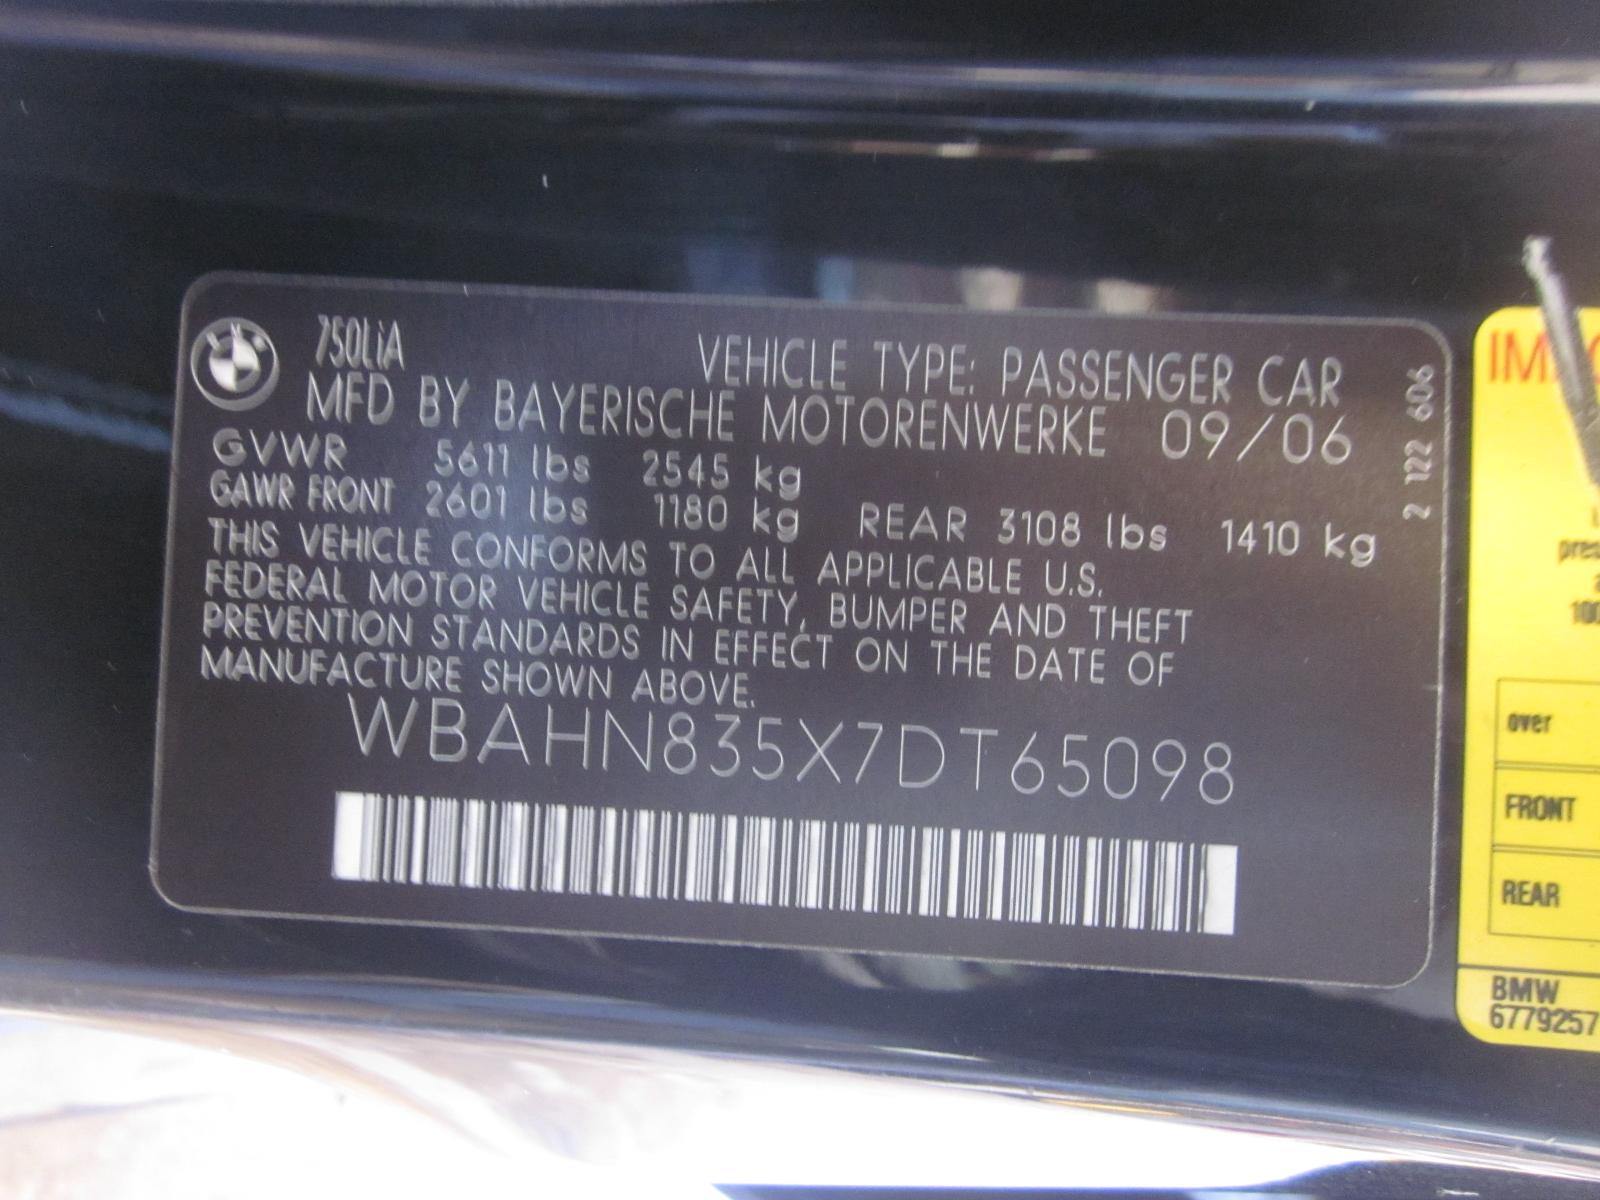 750LiA
VEHICLE TYPE: PASSENGER CAR
MFD BY BAYERISCHE MOTORENWERKE 09/06
GVWR 5611 lbs 2545 kg
GAWR FRONT 2601 lbs 1180 kg REAR 3108 lbs 1410 kg
THIS VEHICLE CONFORMS TO ALL APPLICABLE U.S.
FEDERAL MOTOR VEHICLE SAFETY, BUMPER AND THEFT
PREVENTION STANDARDS IN EFFECT ON THE DATE OF
MANUFACTURE SHOWN ABOVE.
WBAHN835X7DT65098
2 122 606
over
FRONT
REAR
BMW
6779257